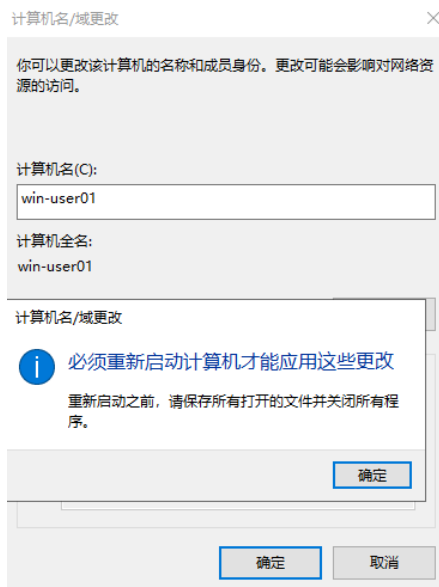 计算机名/域更改
你可以更改该计算机的名称和成员身份。更改可能会影响对网络资
源的访问。
计算机名(C):
win-user01
计算机全名:
win-user01
计算机名/域更改
必须重新启动计算机才能应用这些更改
重新启动之前，请保存所有打开的文件并关闭所有程
序。
确定
确定
取消